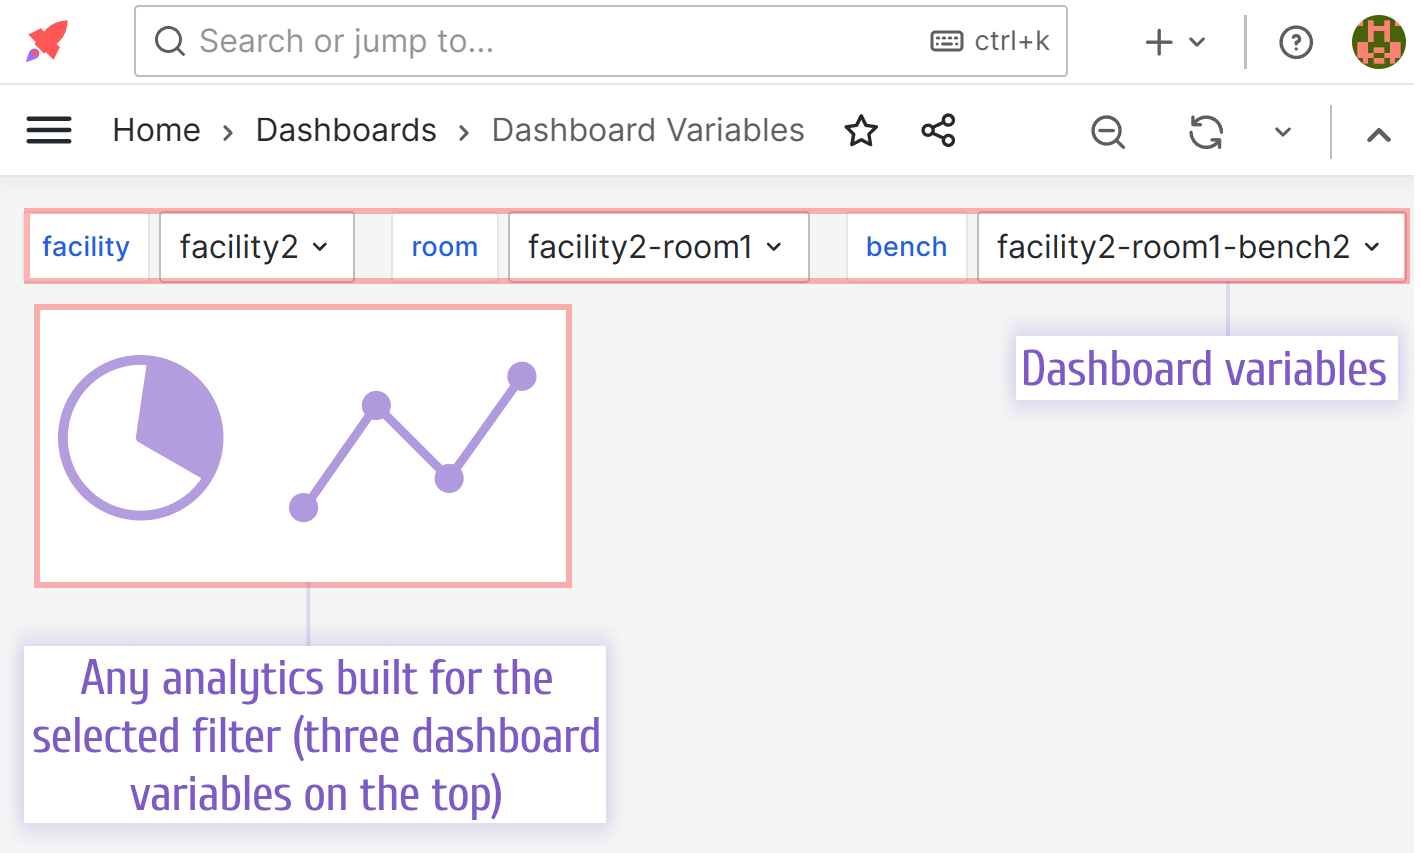 Search or jump to... ctrl+k
Home › Dashboards › Dashboard Variables
facility facility2 room facility2-room1 bench facility2-room1-bench2
Dashboard variables
Any analytics built for the
selected filter (three dashboard
variables on the top)